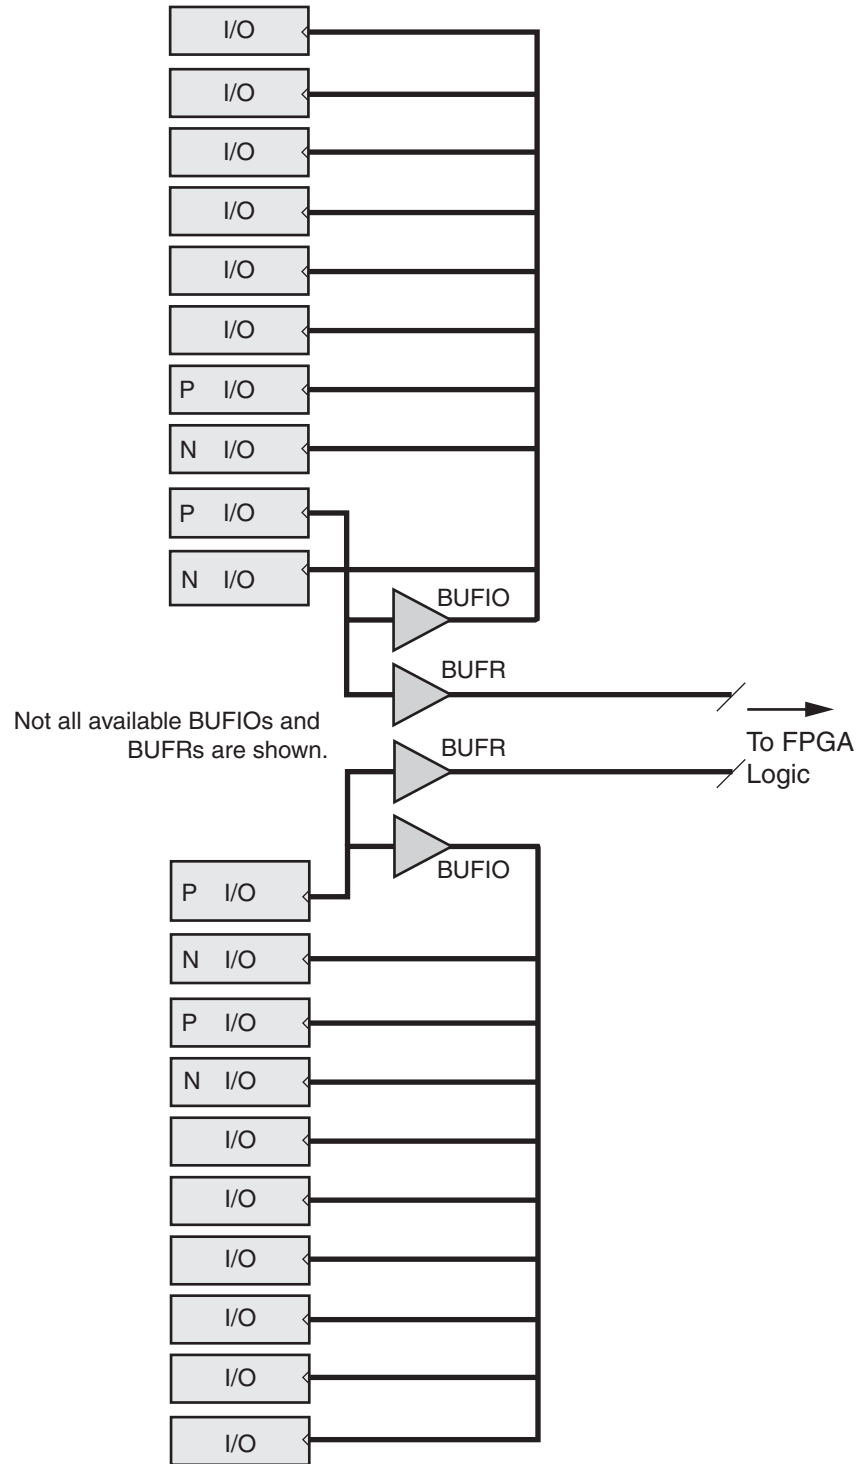 I/O
I/O
I/O
I/O
I/O
I/O
P I/O
N I/O
P I/O
N I/O
BUFIO
BUFR
Not all available BUFIOs and
BUFRs are shown.
To FPGA
Logic
BUFR
BUFIO
P I/O
N I/O
P I/O
N I/O
I/O
I/O
I/O
I/O
I/O
I/O